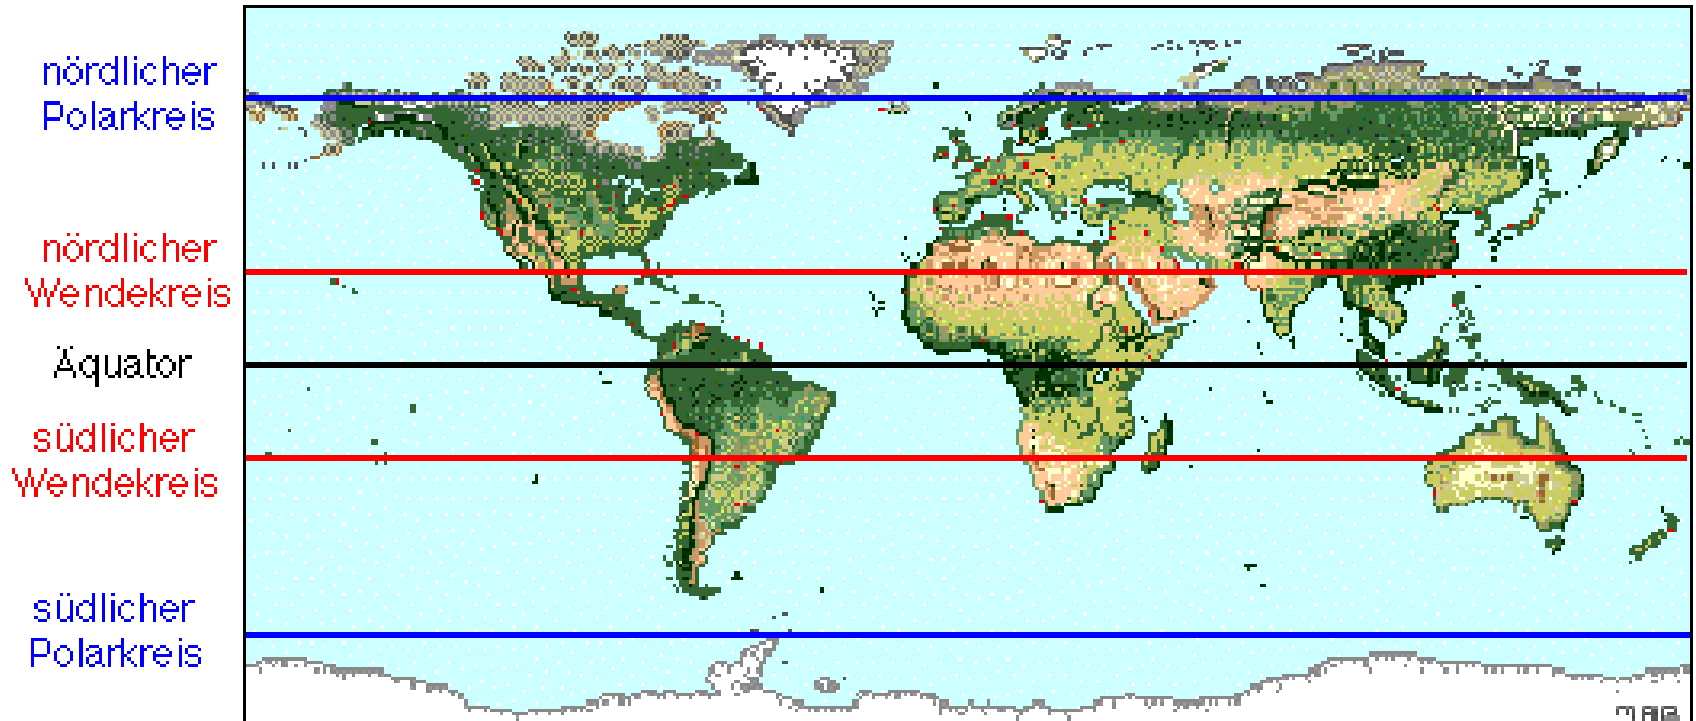 nördlicher
Polarkreis
nördlicher
Wendekreis
Äquator
südlicher
Wendekreis
südlicher
Polarkreis